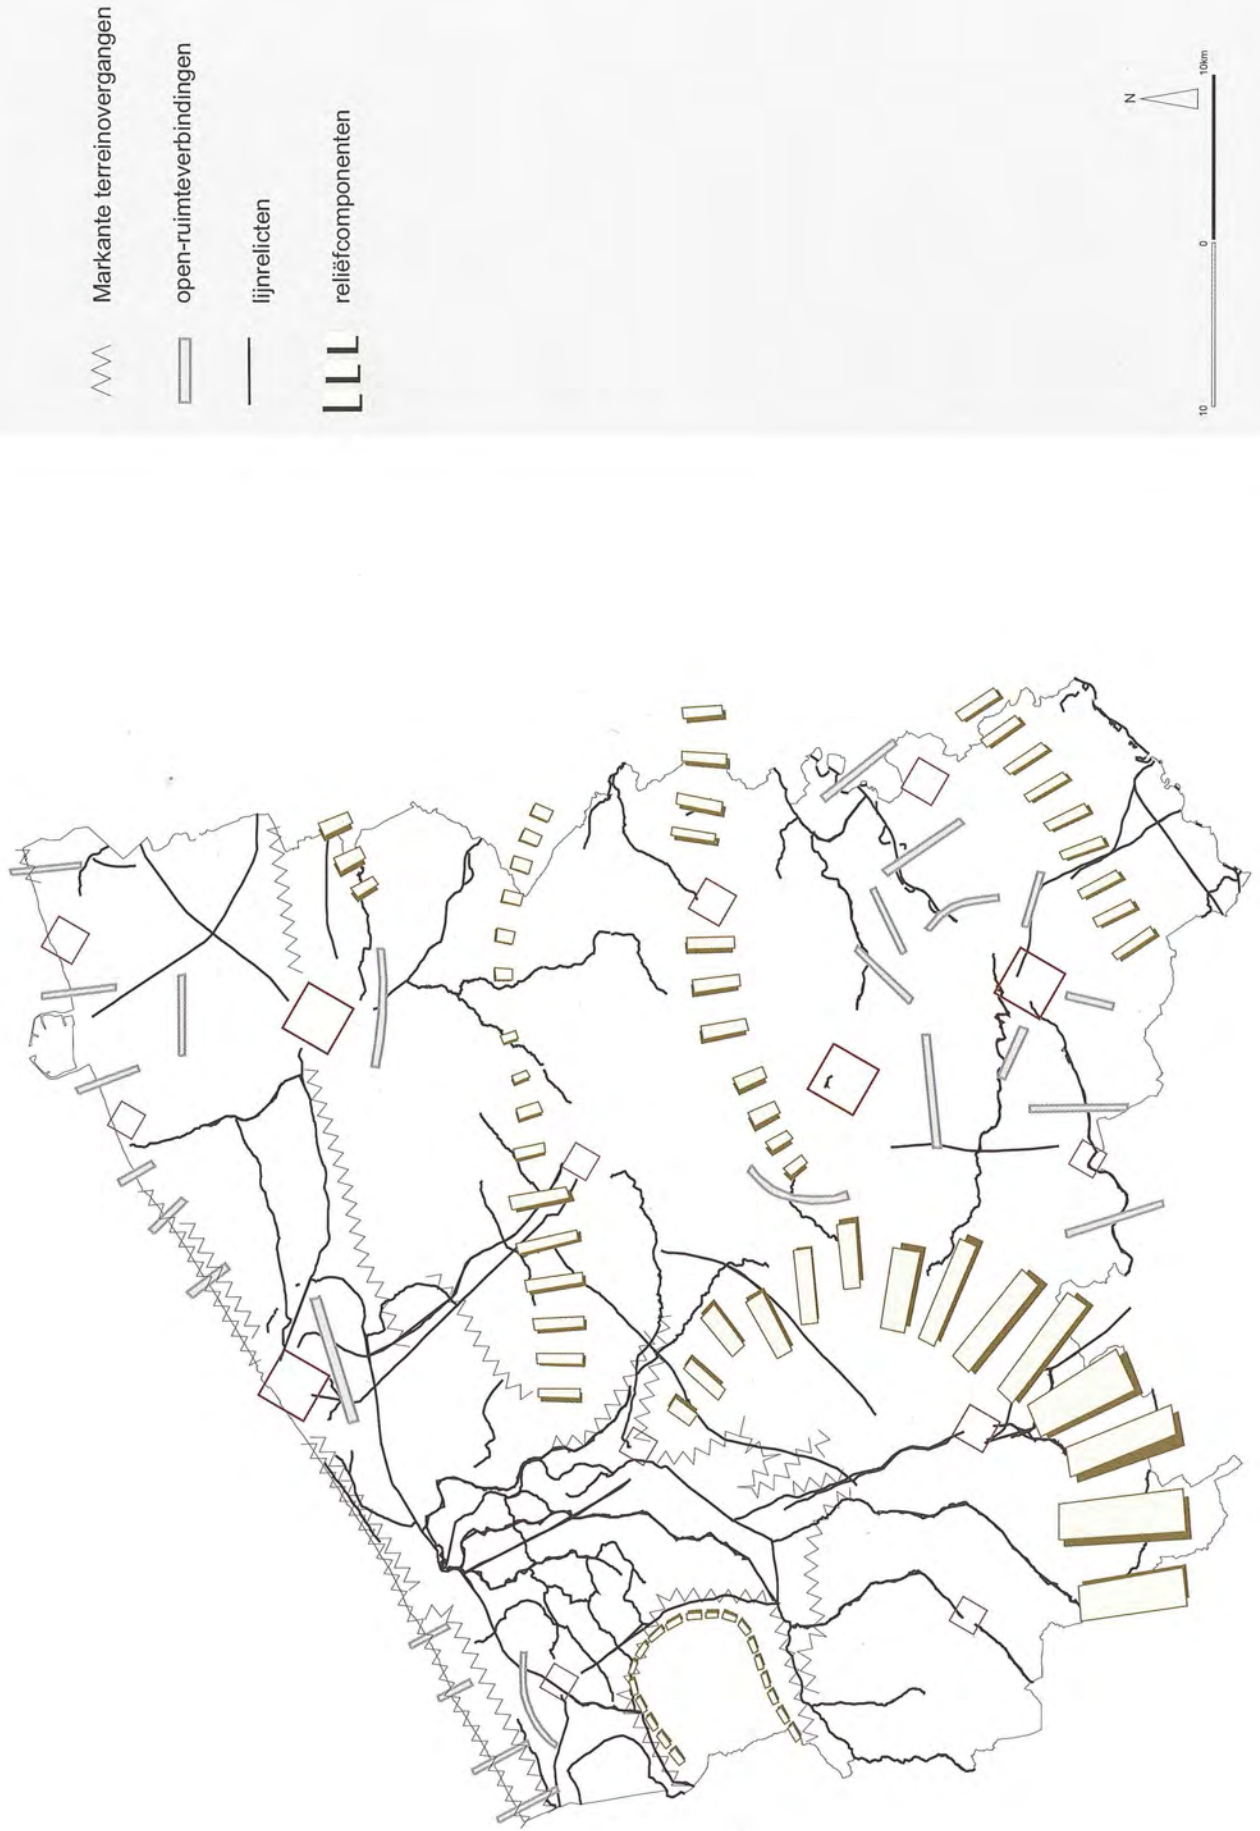 Markante terreinovergangen
open-ruimteverbindingen
lijnrelicten
reliëfcomponenten
N
10
0
10km